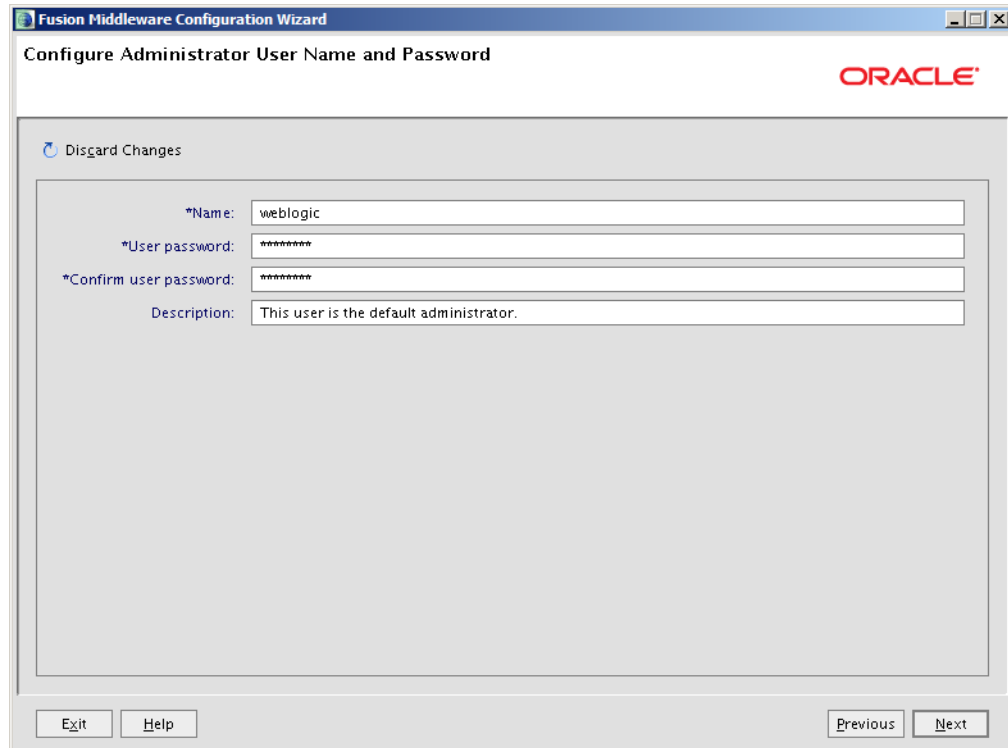 Fusion Middleware Configuration Wizard
Configure Administrator User Name and Password
ORACLE
Discard Changes
*Name: weblogic
*User password: ********
*Confirm user password: ********
Description: This user is the default administrator.
Exit Help Previous Next